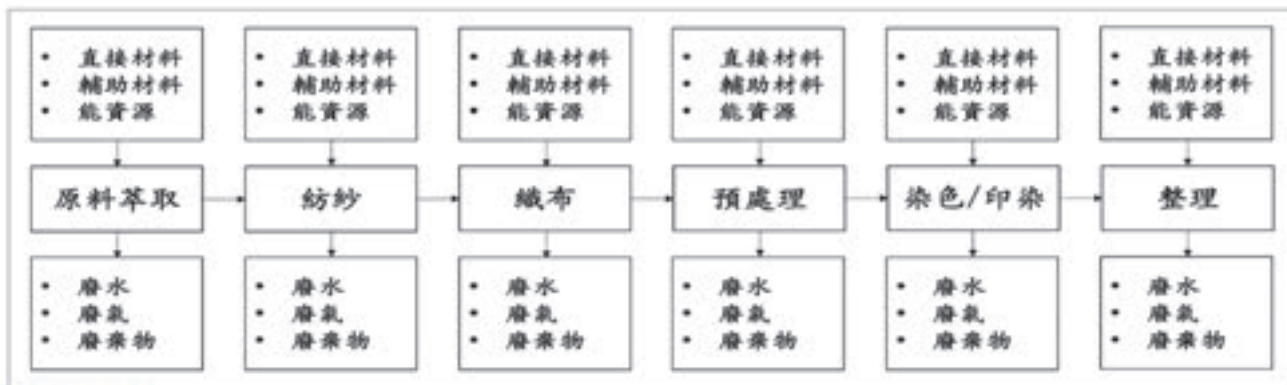 • 直接材料
• 輔助材料
• 能資源
• 直接材料
• 輔助材料
• 能資源
• 直接材料
• 輔助材料
• 能資源
• 直接材料
• 輔助材料
• 能資源
• 直接材料
• 輔助材料
• 能資源
• 直接材料
• 輔助材料
• 能資源
原料萃取
紡紗
織布
預處理
染色/印染
整理
• 廢水
• 廢氣
• 廢棄物
• 廢水
• 廢氣
• 廢棄物
• 廢水
• 廢氣
• 廢棄物
• 廢水
• 廢氣
• 廢棄物
• 廢水
• 廢氣
• 廢棄物
• 廢水
• 廢氣
• 廢棄物